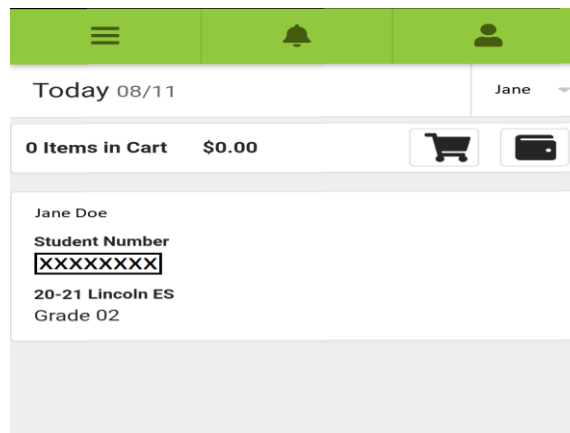 Today 08/11
Jane
0 Items in Cart $0.00
Jane Doe
Student Number
XXXXXXXX
20-21 Lincoln ES
Grade 02